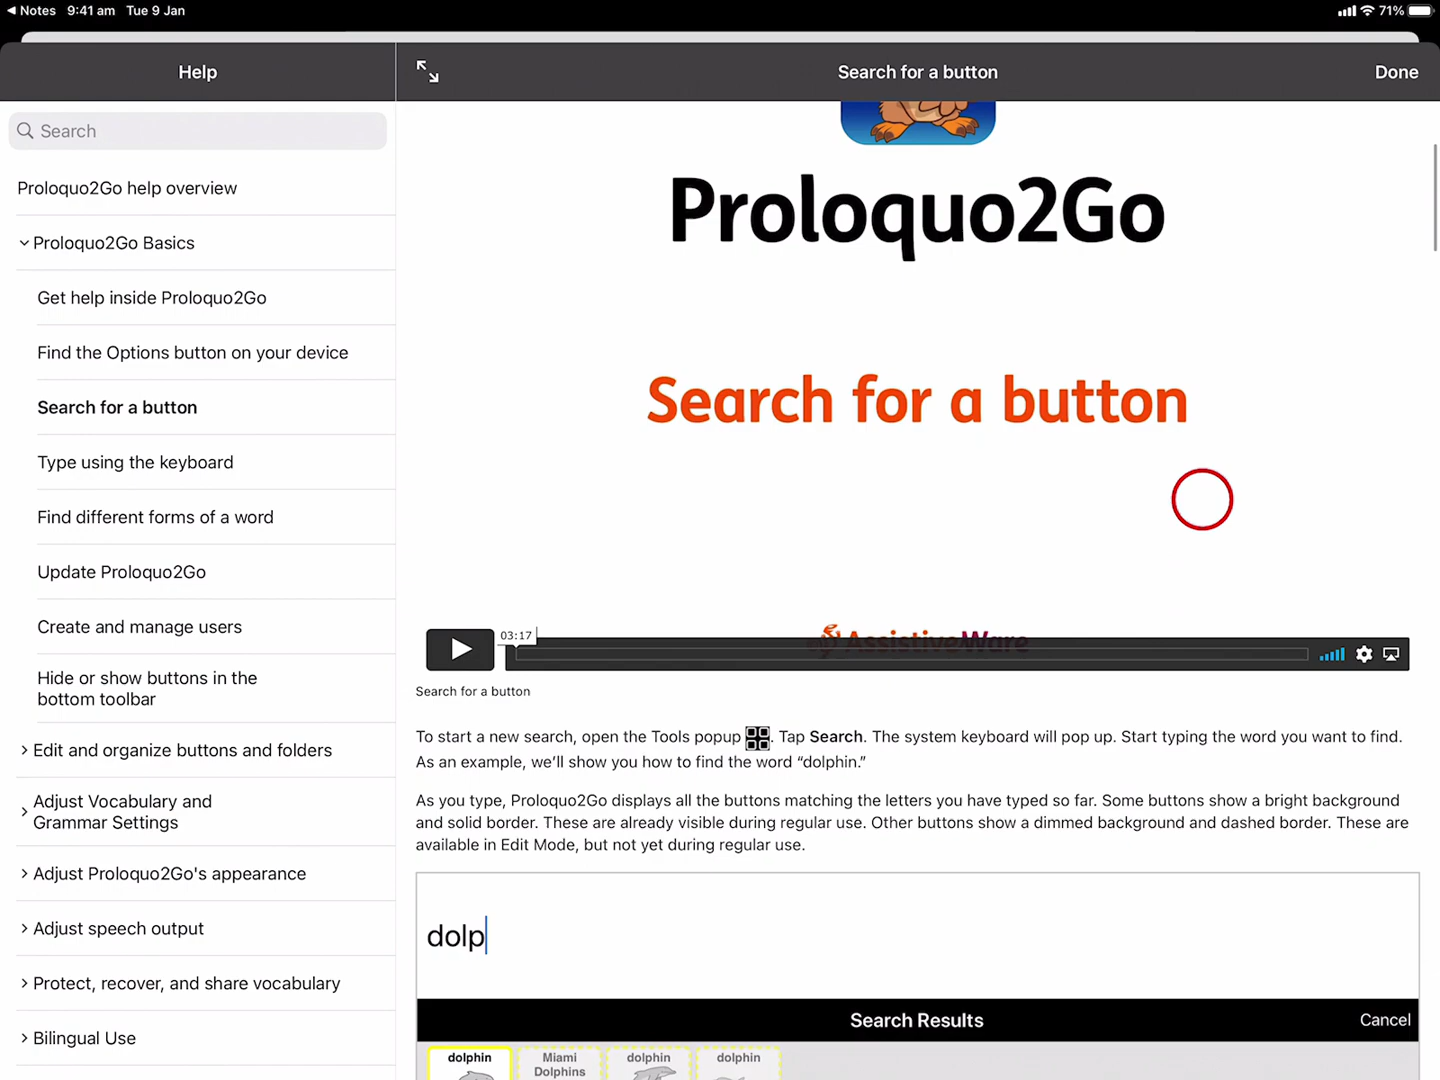 Notes 9:41 am Tue 9 Jan 71%
Help
Search for a button
Done
Search
Proloquo2Go help overview
Proloquo2Go Basics
Get help inside Proloquo2Go
Find the Options button on your device
Search for a button
Type using the keyboard
Find different forms of a word
Update Proloquo2Go
Create and manage users
Hide or show buttons in the
bottom toolbar
Edit and organize buttons and folders
Adjust Vocabulary and
Grammar Settings
Adjust Proloquo2Go's appearance
Adjust speech output
Protect, recover, and share vocabulary
Bilingual Use
Proloquo2Go
Search for a button
AssistiveWare
03:17
Search for a button
To start a new search, open the Tools popup . Tap Search. The system keyboard will pop up. Start typing the word you want to find.
As an example, we’ll show you how to find the word “dolphin.”
As you type, Proloquo2Go displays all the buttons matching the letters you have typed so far. Some buttons show a bright background
and solid border. These are already visible during regular use. Other buttons show a dimmed background and dashed border. These are
available in Edit Mode, but not yet during regular use.
dolp
Search Results
Cancel
dolphin
Miami
Dolphins
dolphin
dolphin